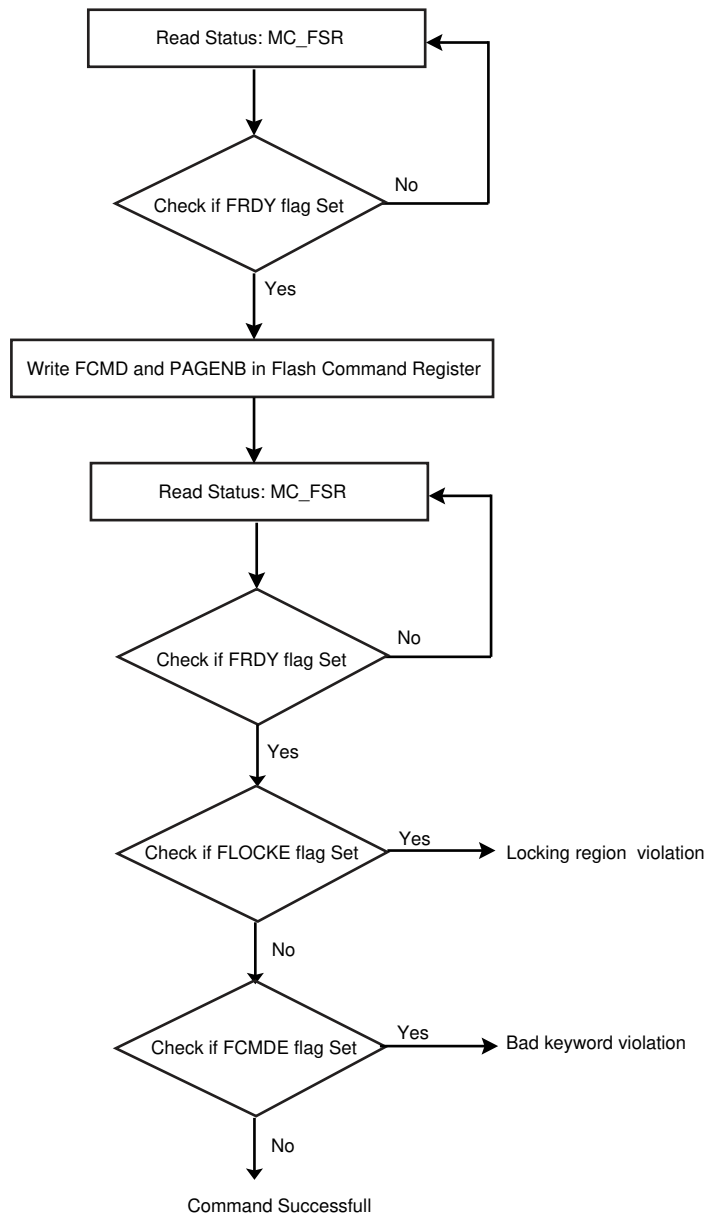 Read Status: MC_FSR
Check if FRDY flag Set
No
Yes
Write FCMD and PAGENB in Flash Command Register
Read Status: MC_FSR
Check if FRDY flag Set
No
Yes
Check if FLOCKE flag Set
Yes
Locking region violation
No
Check if FCMDE flag Set
Yes
Bad keyword violation
No
Command Successfull